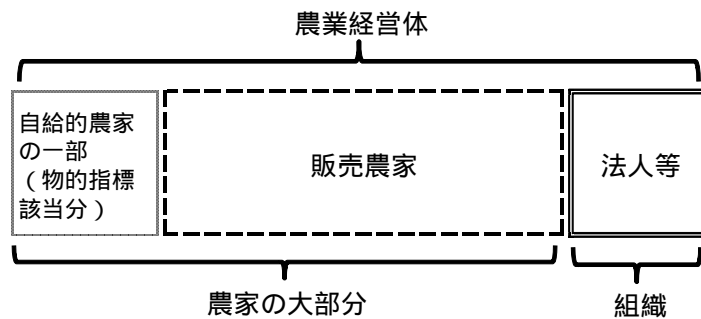 農業経営体
自給的農家
の一部
（物的指標
該当分）
販売農家
法人等
農家の大部分
組織